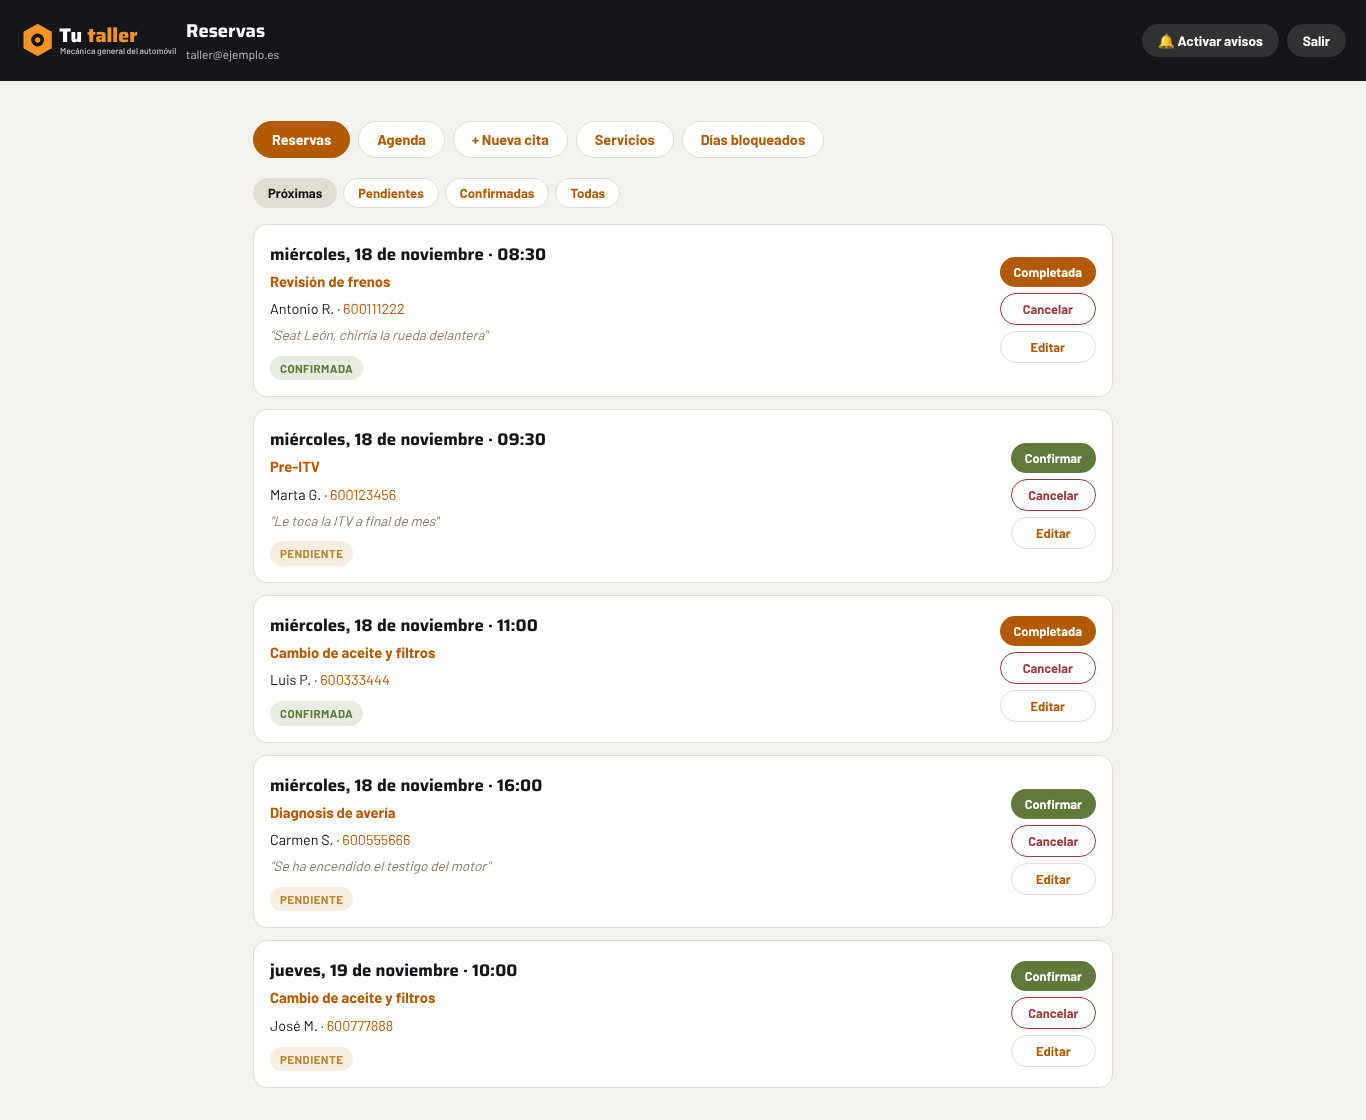 Tu taller
Mecánica general del automóvil
Reservas
taller@ejemplo.es
🔔 Activar avisos
Salir
Reservas
Agenda
+ Nueva cita
Servicios
Días bloqueados
Próximas
Pendientes
Confirmadas
Todas
miércoles, 18 de noviembre · 08:30
Revisión de frenos
Antonio R. · 600111222
"Seat León, chirría la rueda delantera"
CONFIRMADA
Completada
Cancelar
Editar
miércoles, 18 de noviembre · 09:30
Pre-ITV
Marta G. · 600123456
"Le toca la ITV a final de mes"
PENDIENTE
Confirmar
Cancelar
Editar
miércoles, 18 de noviembre · 11:00
Cambio de aceite y filtros
Luis P. · 600333444
CONFIRMADA
Completada
Cancelar
Editar
miércoles, 18 de noviembre · 16:00
Diagnosis de avería
Carmen S. · 600555666
"Se ha encendido el testigo del motor"
PENDIENTE
Confirmar
Cancelar
Editar
jueves, 19 de noviembre · 10:00
Cambio de aceite y filtros
José M. · 600777888
PENDIENTE
Confirmar
Cancelar
Editar